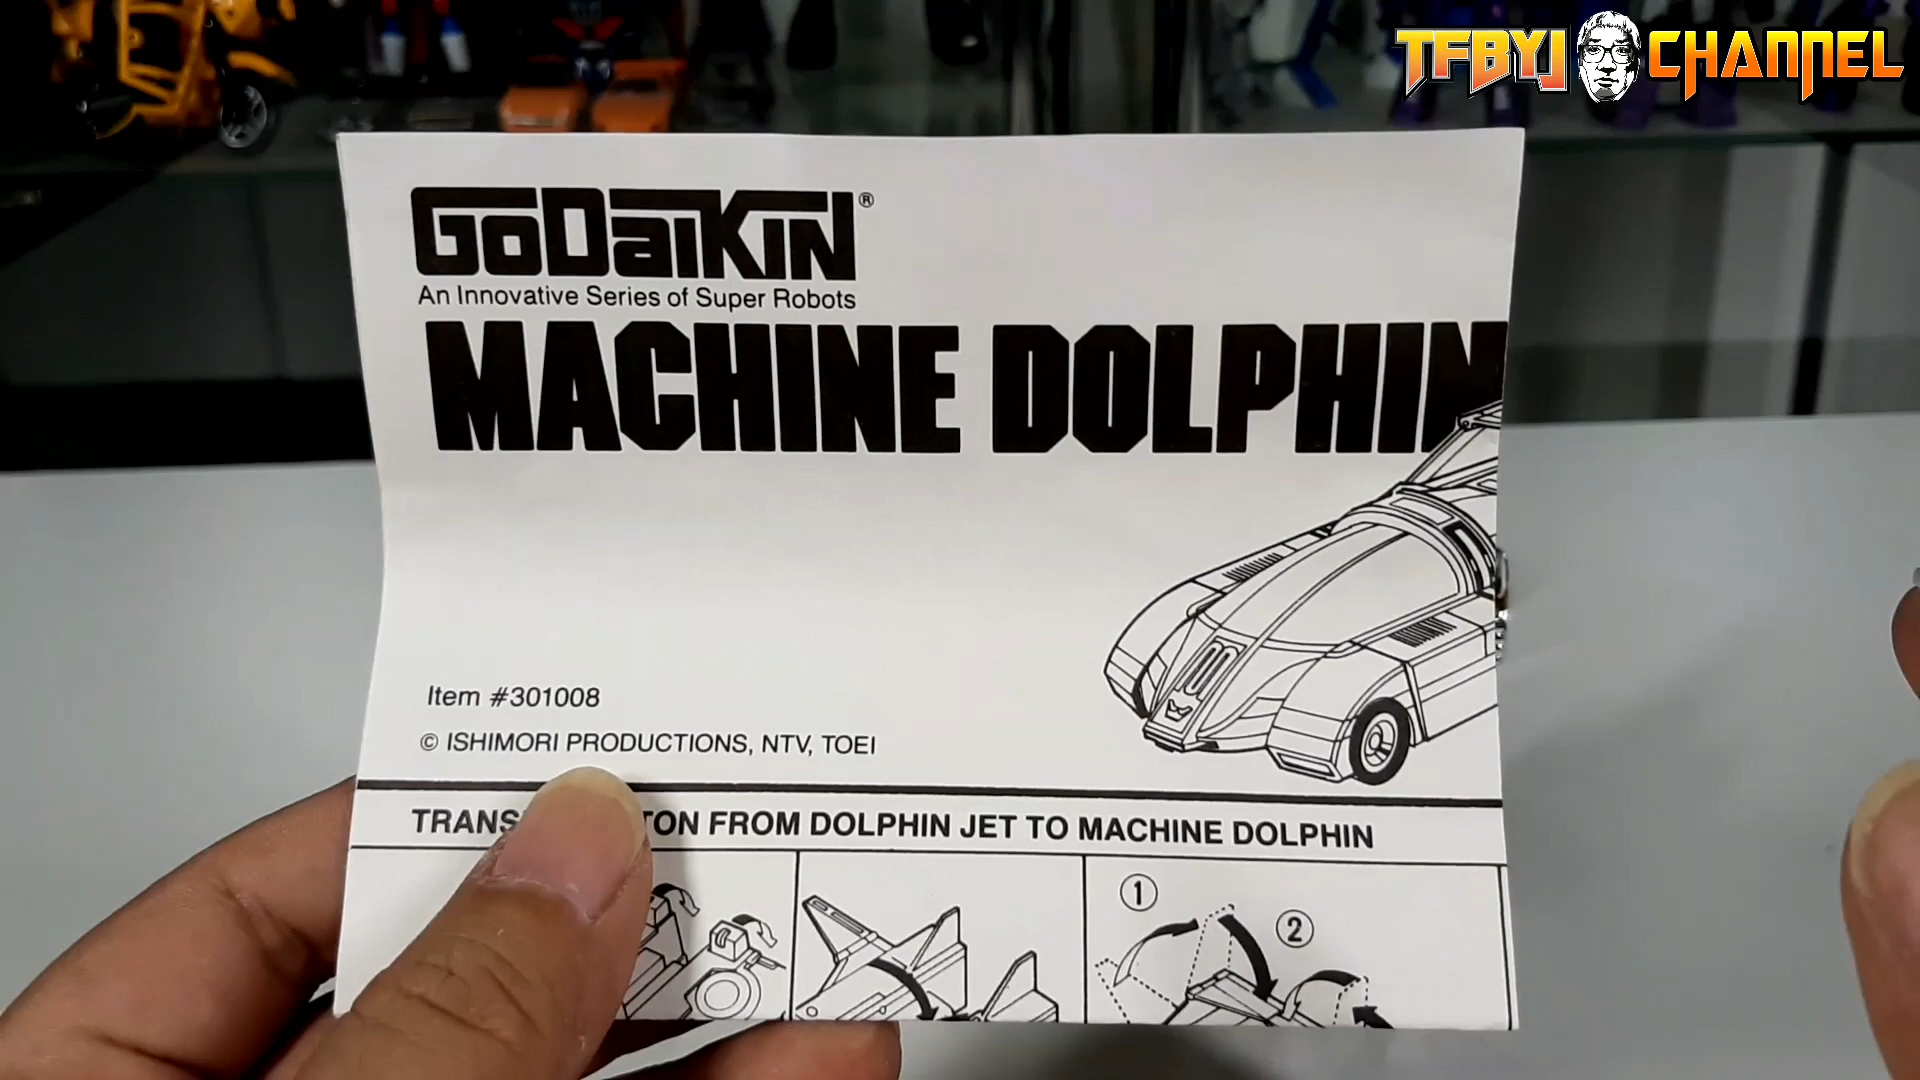 TFBYJ CHANNEL
GoDaiKiN®
An Innovative Series of Super Robots
MACHINE DOLPHIN
Item #301008
© ISHIMORI PRODUCTIONS, NTV, TOEI
FROM DOLPHIN JET TO MACHINE DOLPHIN
1
2